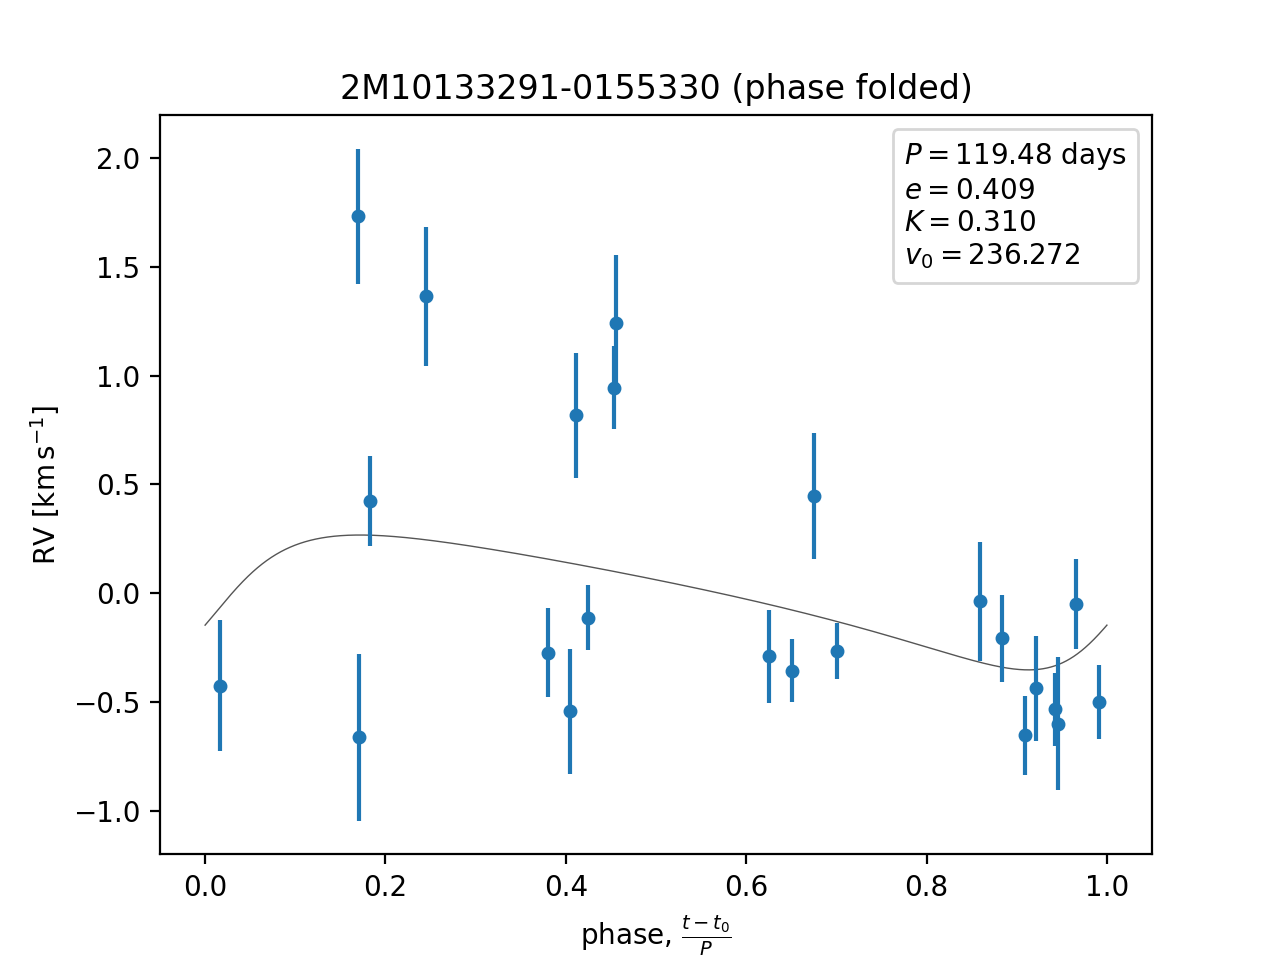 2M10133291-0155330 (phase folded)
P = 119.48 days
e = 0.409
K = 0.310
v₀ = 236.272
2.0
1.5
1.0
0.5
0.0
−0.5
−1.0
RV [km s⁻¹]
0.0 0.2 0.4 0.6 0.8 1.0
phase, (t − t₀)/P